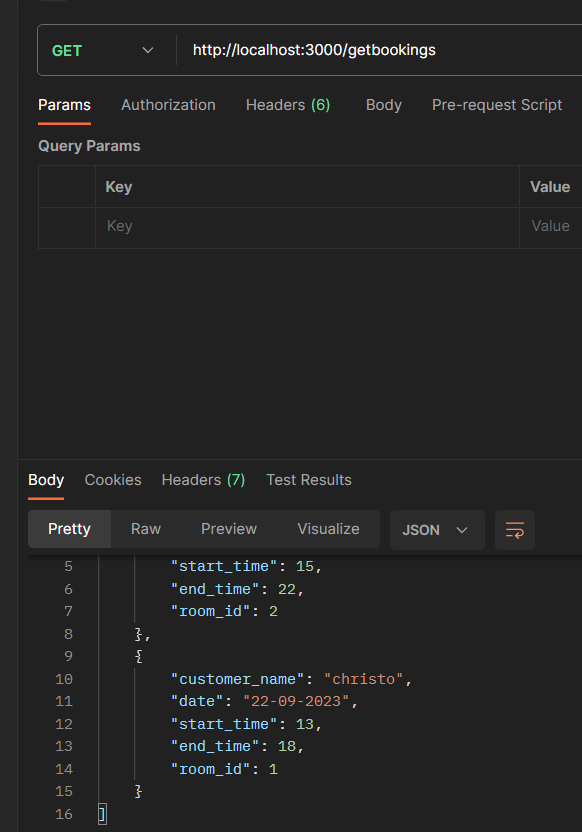 GET http://localhost:3000/getbookings
Params Authorization Headers (6) Body Pre-request Script
Query Params
Key Value
Key Value
Body Cookies Headers (7) Test Results
Pretty Raw Preview Visualize JSON
5 "start_time": 15,
6 "end_time": 22,
7 "room_id": 2
8 },
9 {
10 "customer_name": "christo",
11 "date": "22-09-2023",
12 "start_time": 13,
13 "end_time": 18,
14 "room_id": 1
15 }
16 ]